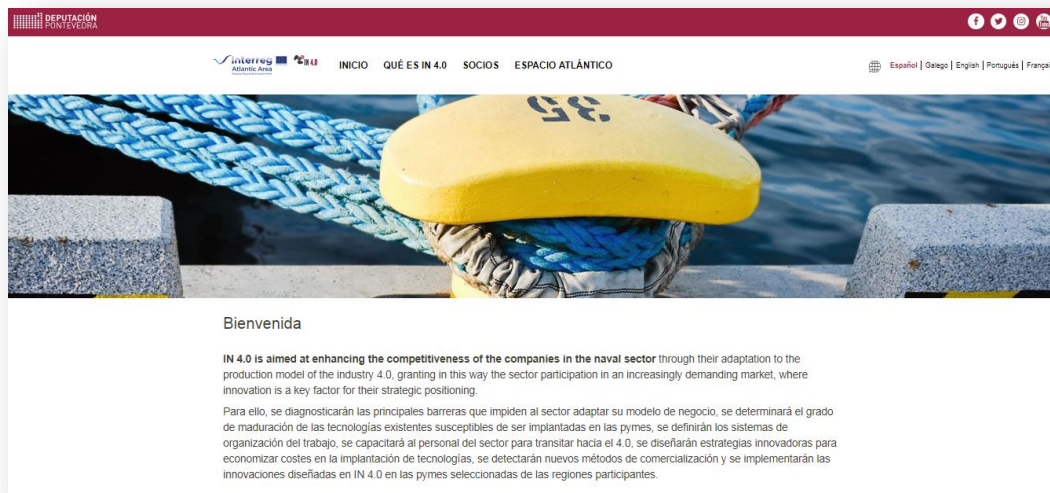 DEPUTACIÓN
PONTEVEDRA
Interreg
Atlantic Area
IN 4.0
INICIO QUÉ ES IN 4.0 SOCIOS ESPACIO ATLÁNTICO
Español | Galego | English | Portugués | Françai
35
Bienvenida
IN 4.0 is aimed at enhancing the competitiveness of the companies in the naval sector through their adaptation to the
production model of the industry 4.0, granting in this way the sector participation in an increasingly demanding market, where
innovation is a key factor for their strategic positioning.
Para ello, se diagnosticarán las principales barreras que impiden al sector adaptar su modelo de negocio, se determinará el grado
de maduración de las tecnologías existentes susceptibles de ser implantadas en las pymes, se definirán los sistemas de
organización del trabajo, se capacitará al personal del sector para transitar hacia el 4.0, se diseñarán estrategias innovadoras para
economizar costes en la implantación de tecnologías, se detectarán nuevos métodos de comercialización y se implementarán las
innovaciones diseñadas en IN 4.0 en las pymes seleccionadas de las regiones participantes.